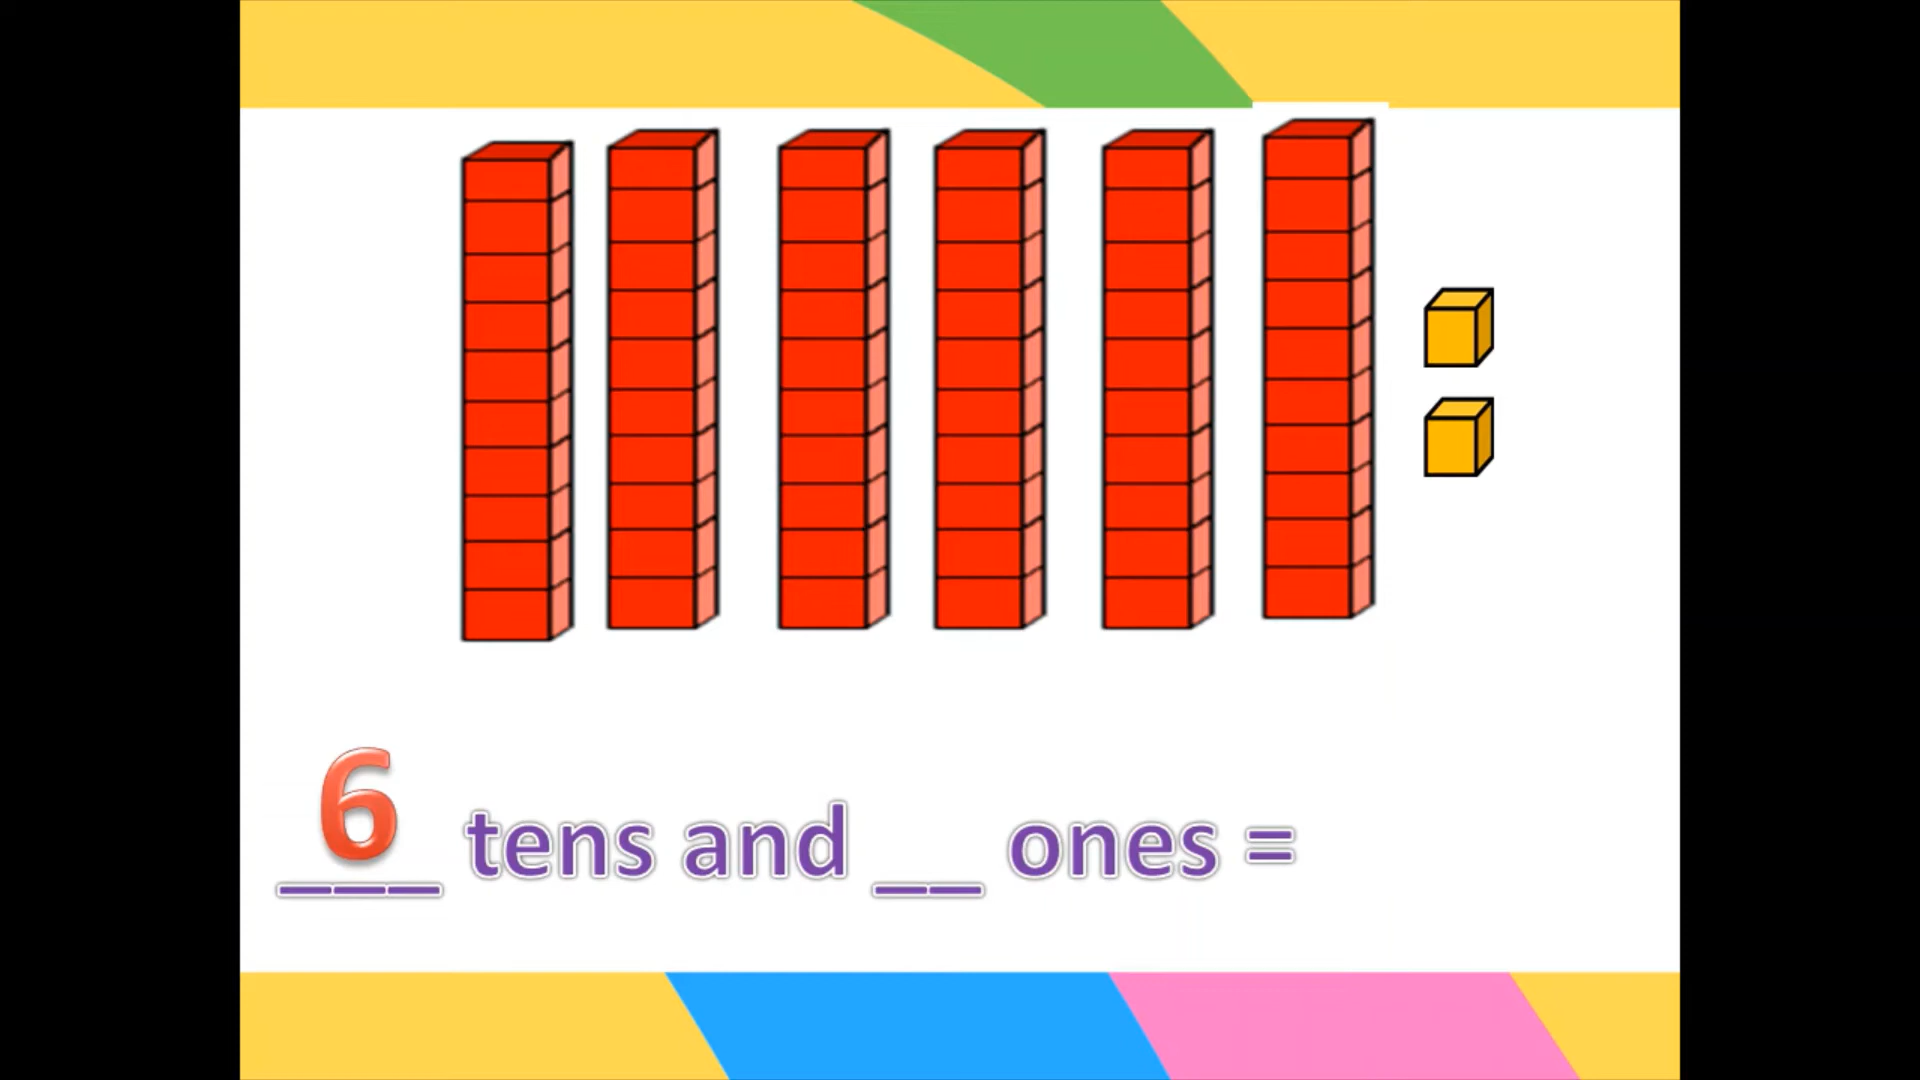 6 tens and __ ones =